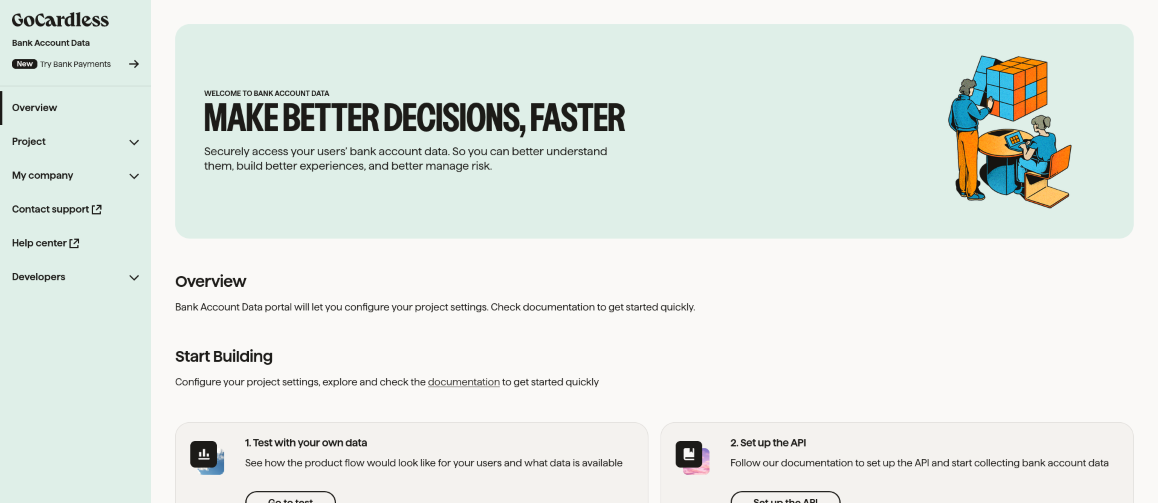 GoCardless
Bank Account Data
New Try Bank Payments
Overview
Project
My company
Contact support
Help center
Developers
WELCOME TO BANK ACCOUNT DATA
MAKE BETTER DECISIONS, FASTER
Securely access your users' bank account data. So you can better understand
them, build better experiences, and better manage risk.
Overview
Bank Account Data portal will let you configure your project settings. Check documentation to get started quickly.
Start Building
Configure your project settings, explore and check the documentation to get started quickly
1. Test with your own data
See how the product flow would look like for your users and what data is available
Go to test
2. Set up the API
Follow our documentation to set up the API and start collecting bank account data
Set up the API